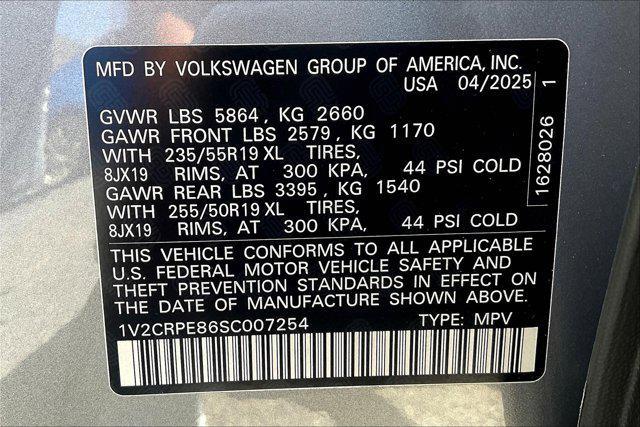 MFD BY VOLKSWAGEN GROUP OF AMERICA, INC.
USA 04/2025
GVWR LBS 5864, KG 2660
GAWR FRONT LBS 2579, KG 1170
WITH 235/55R19 XL TIRES,
8JX19 RIMS, AT 300 KPA, 44 PSI COLD
GAWR REAR LBS 3395, KG 1540
WITH 255/50R19 XL TIRES,
8JX19 RIMS, AT 300 KPA, 44 PSI COLD
THIS VEHICLE CONFORMS TO ALL APPLICABLE
U.S. FEDERAL MOTOR VEHICLE SAFETY AND
THEFT PREVENTION STANDARDS IN EFFECT ON
THE DATE OF MANUFACTURE SHOWN ABOVE.
1V2CRPE86SC007254 TYPE: MPV
1628026 1